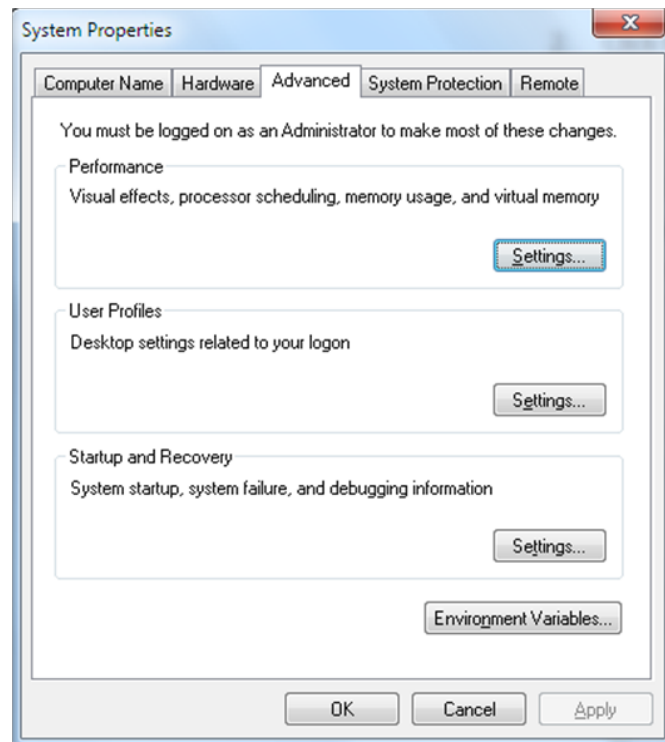 System Properties
Computer Name Hardware Advanced System Protection Remote
You must be logged on as an Administrator to make most of these changes.
Performance
Visual effects, processor scheduling, memory usage, and virtual memory
Settings...
User Profiles
Desktop settings related to your logon
Settings...
Startup and Recovery
System startup, system failure, and debugging information
Settings...
Environment Variables...
OK Cancel Apply